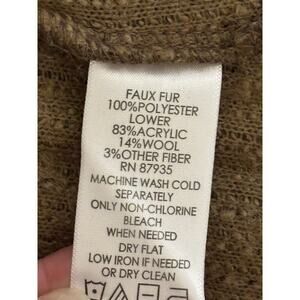 FAUX FUR
100%POLYESTER
LOWER
83%ACRYLIC
14%WOOL
3%OTHER FIBER
RN 87935
MACHINE WASH COLD
SEPARATELY
ONLY NON-CHLORINE
BLEACH
WHEN NEEDED
DRY FLAT
LOW IRON IF NEEDED
OR DRY CLEAN